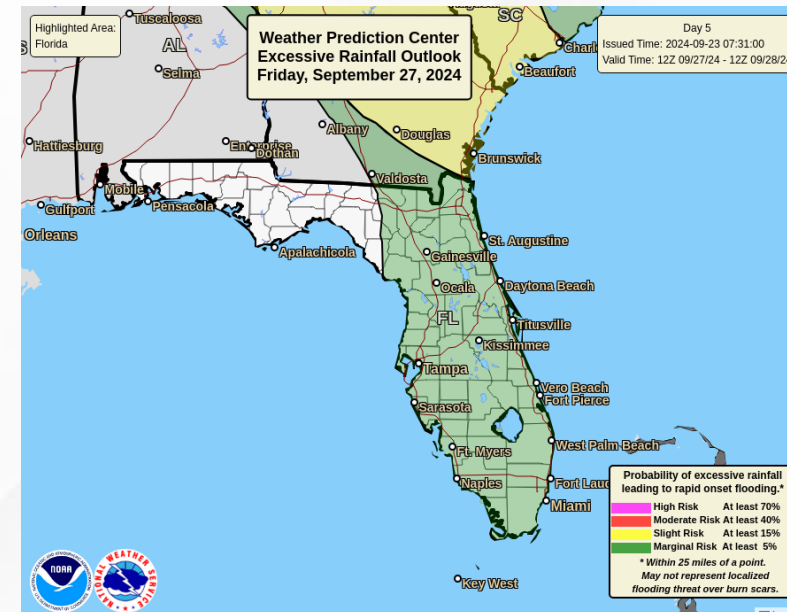 Highlighted Area:
Florida
Weather Prediction Center
Excessive Rainfall Outlook
Friday, September 27, 2024
Day 5
Issued Time: 2024-09-23 07:31:00
Valid Time: 12Z 09/27/24 - 12Z 09/28/24
Tuscaloosa
SC
AL
Charle
Selma
Beaufort
Albany
Douglas
Hattiesburg
Enterprise
Dothan
Brunswick
Valdosta
Mobile
Gulfport
Pensacola
Orleans
St. Augustine
Apalachicola
Gainesville
Ocala
Daytona Beach
FL
Titusville
Kissimmee
Tampa
Vero Beach
Fort Pierce
Sarasota
West Palm Beach
Ft. Myers
Naples
Fort Laud
Miami
Key West
Probability of excessive rainfall
leading to rapid onset flooding.*
High Risk At least 70%
Moderate Risk At least 40%
Slight Risk At least 15%
Marginal Risk At least 5%
* Within 25 miles of a point.
May not represent localized
flooding threat over burn scars.
NOAA
NATIONAL WEATHER SERVICE